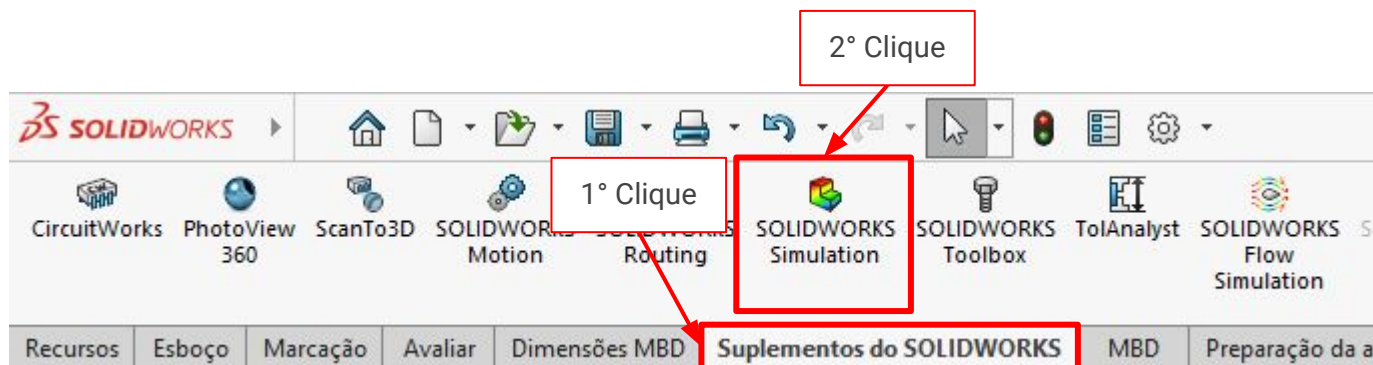 2° Clique
SOLIDWORKS
1° Clique
CircuitWorks
PhotoView
360
ScanTo3D
SOLIDWORKS
Motion
SOLIDWORKS
Routing
SOLIDWORKS
Simulation
SOLIDWORKS
Toolbox
TolAnalyst
SOLIDWORKS
Flow
Simulation
Recursos
Esboço
Marcação
Avaliar
Dimensões MBD
Suplementos do SOLIDWORKS
MBD
Preparação da a